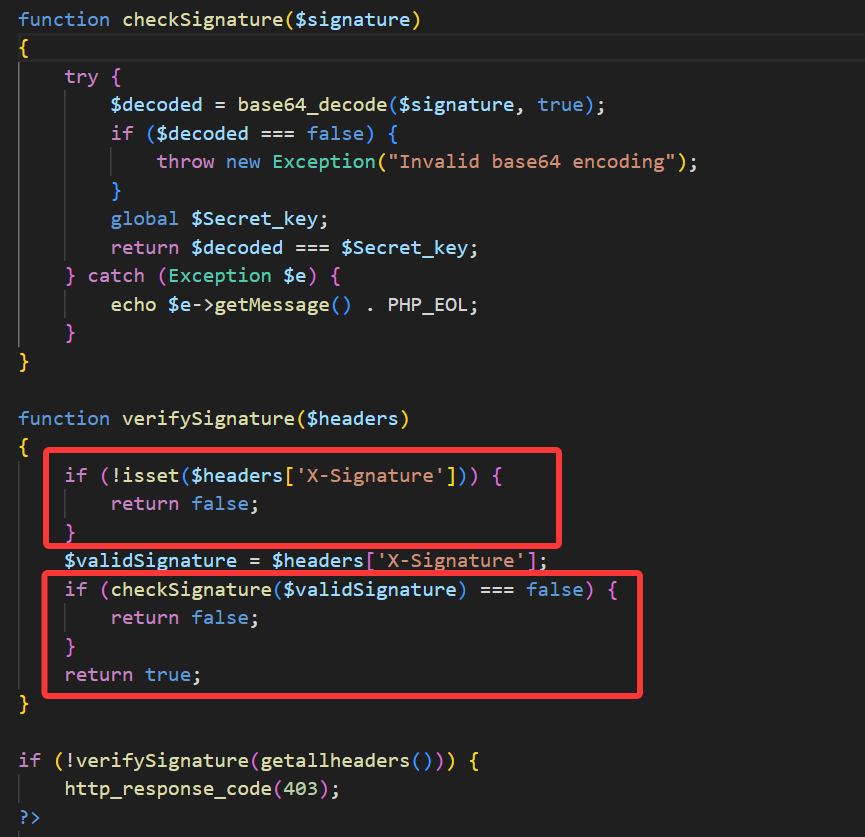 function checkSignature($signature)
{
    try {
        $decoded = base64_decode($signature, true);
        if ($decoded === false) {
            throw new Exception("Invalid base64 encoding");
        }
        global $Secret_key;
        return $decoded === $Secret_key;
    } catch (Exception $e) {
        echo $e->getMessage() . PHP_EOL;
    }
}

function verifySignature($headers)
{
    if (!isset($headers['X-Signature'])) {
        return false;
    }
    $validSignature = $headers['X-Signature'];
    if (checkSignature($validSignature) === false) {
        return false;
    }
    return true;
}

if (!verifySignature(getallheaders())) {
    http_response_code(403);
?>